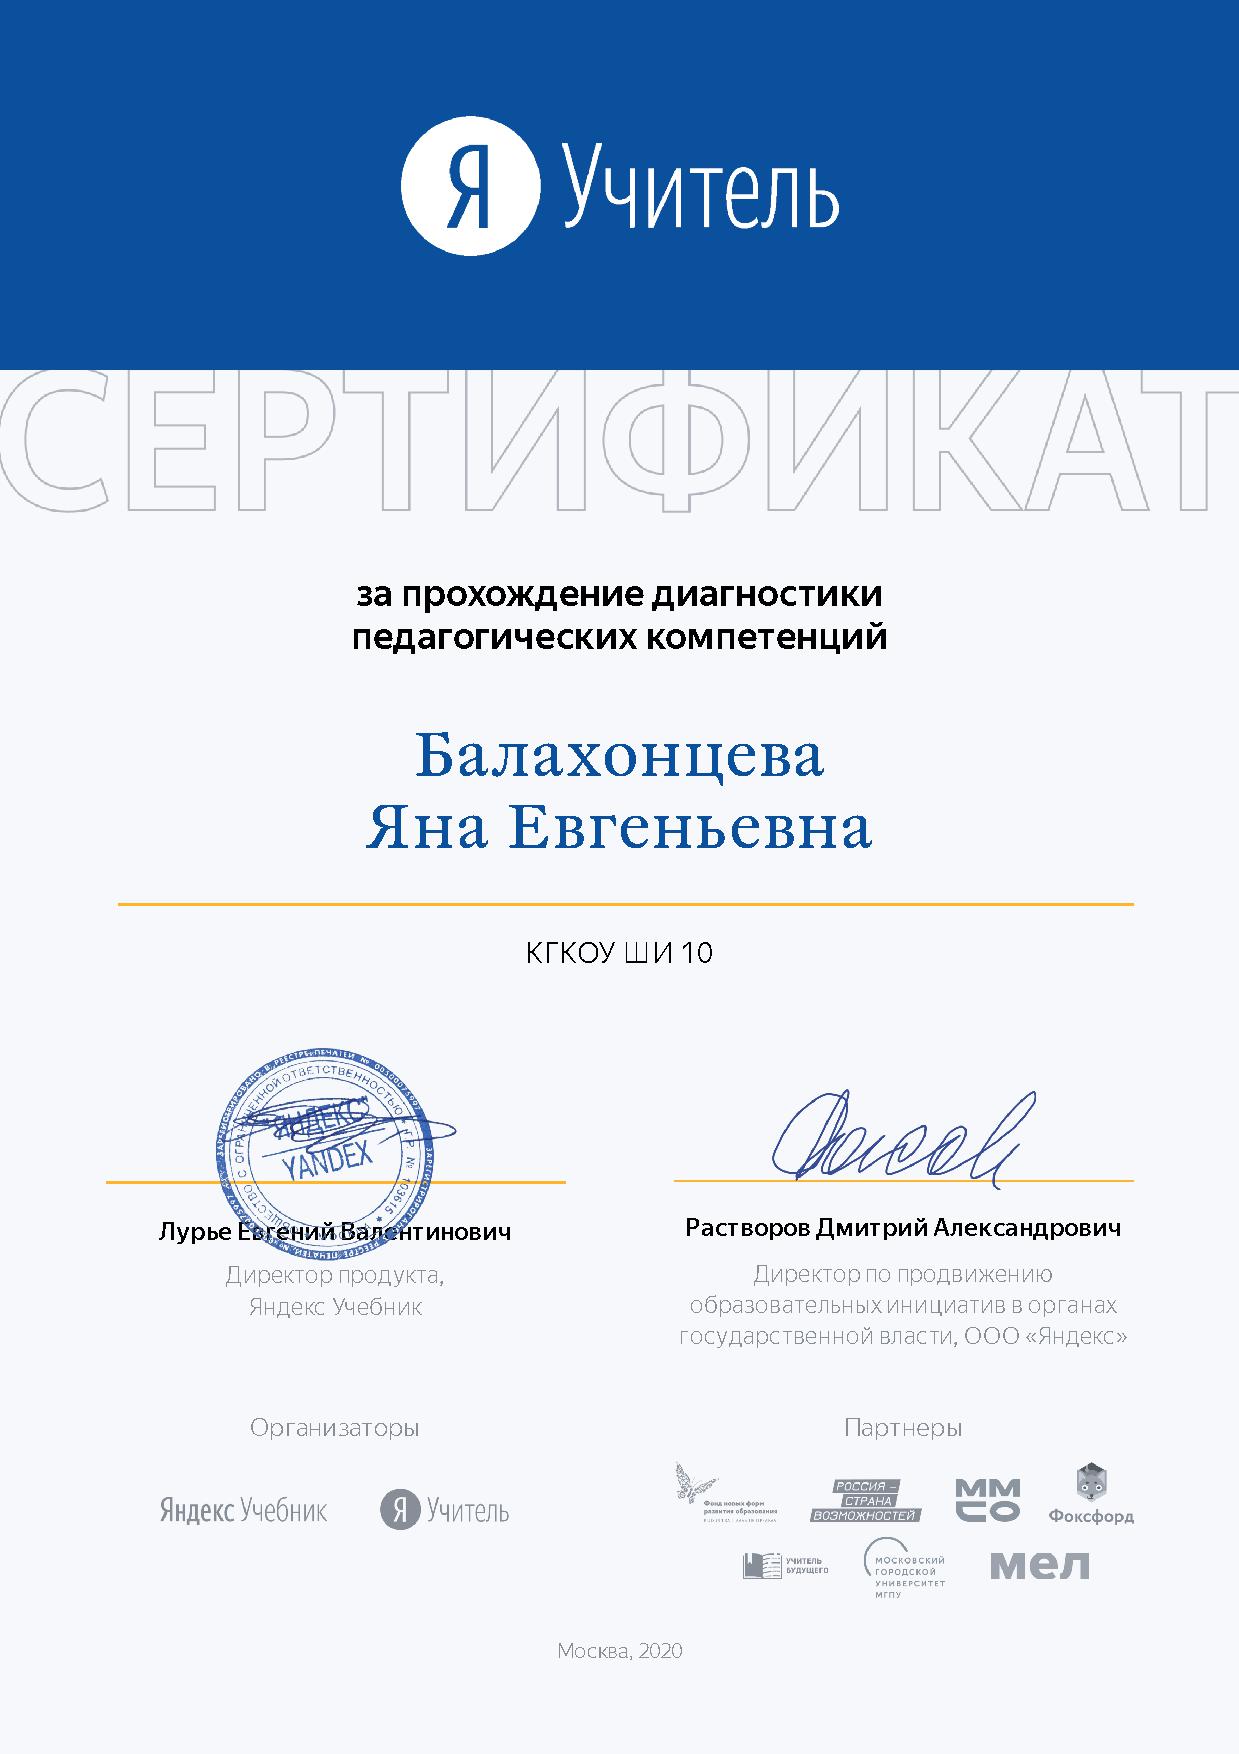 Я Учитель
СЕРТИФИКАТ
за прохождение диагностики
педагогических компетенций
Балахонцева
Яна Евгеньевна
КГКОУ ШИ 10
"ЯНДЕКС"
YANDEX
Лурье Евгений Валентинович
Директор продукта,
Яндекс Учебник
Растворов Дмитрий Александрович
Директор по продвижению
образовательных инициатив в органах
государственной власти, ООО «Яндекс»
Организаторы
Яндекс Учебник
Я Учитель
Партнеры
Фонд новых форм
развития образования
РОССИЯ –
СТРАНА
ВОЗМОЖНОСТЕЙ
ММ
СО
Фоксфорд
УЧИТЕЛЬ
БУДУЩЕГО
МОСКОВСКИЙ
ГОРОДСКОЙ
УНИВЕРСИТЕТ
МГПУ
мел
Москва, 2020